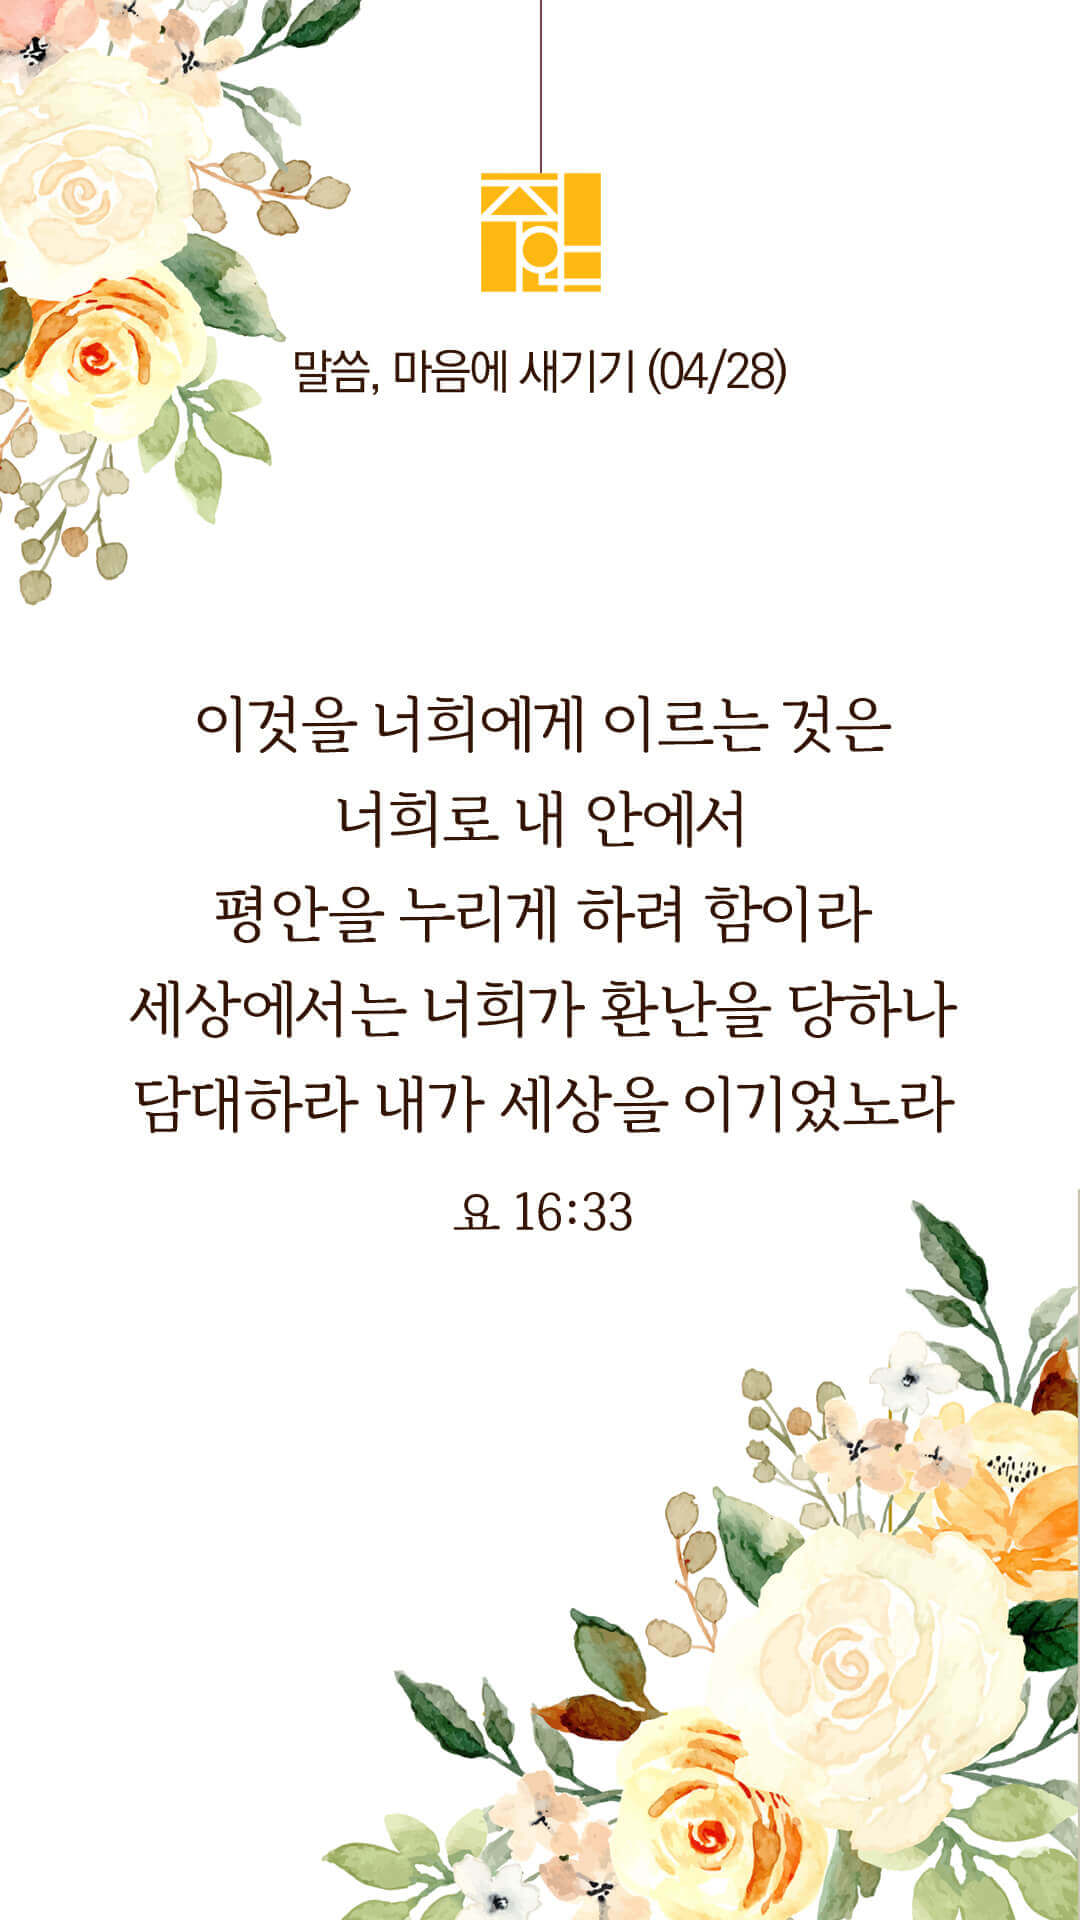 증인
말씀, 마음에 새기기 (04/28)
이것을 너희에게 이르는 것은
너희로 내 안에서
평안을 누리게 하려 함이라
세상에서는 너희가 환난을 당하나
담대하라 내가 세상을 이기었노라
요 16:33